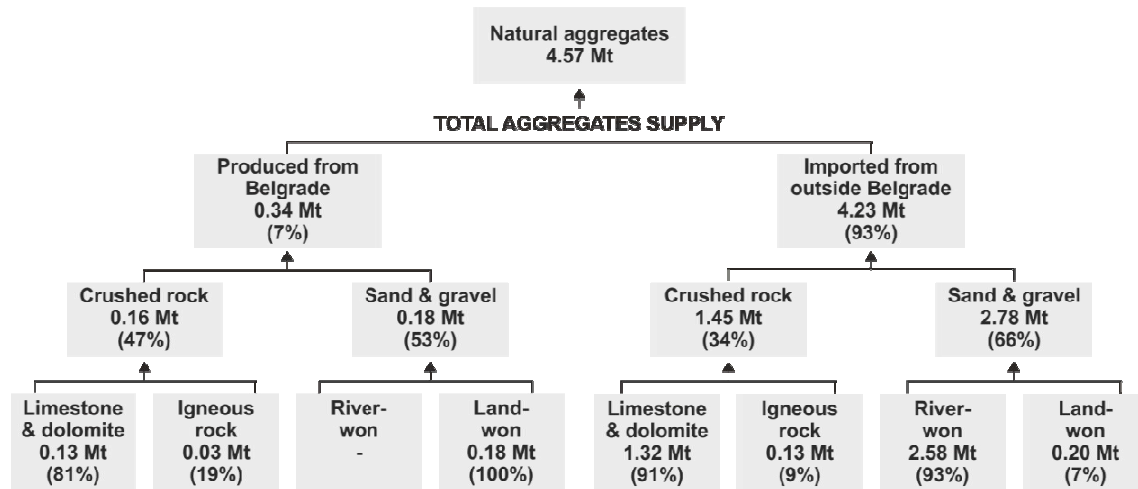 Natural aggregates
4.57 Mt
TOTAL AGGREGATES SUPPLY
Produced from
Belgrade
0.34 Mt
(7%)
Imported from
outside Belgrade
4.23 Mt
(93%)
Crushed rock
0.16 Mt
(47%)
Sand & gravel
0.18 Mt
(53%)
Crushed rock
1.45 Mt
(34%)
Sand & gravel
2.78 Mt
(66%)
Limestone
& dolomite
0.13 Mt
(81%)
Igneous
rock
0.03 Mt
(19%)
River-
won
-
Land-
won
0.18 Mt
(100%)
Limestone
& dolomite
1.32 Mt
(91%)
Igneous
rock
0.13 Mt
(9%)
River-
won
2.58 Mt
(93%)
Land-
won
0.20 Mt
(7%)